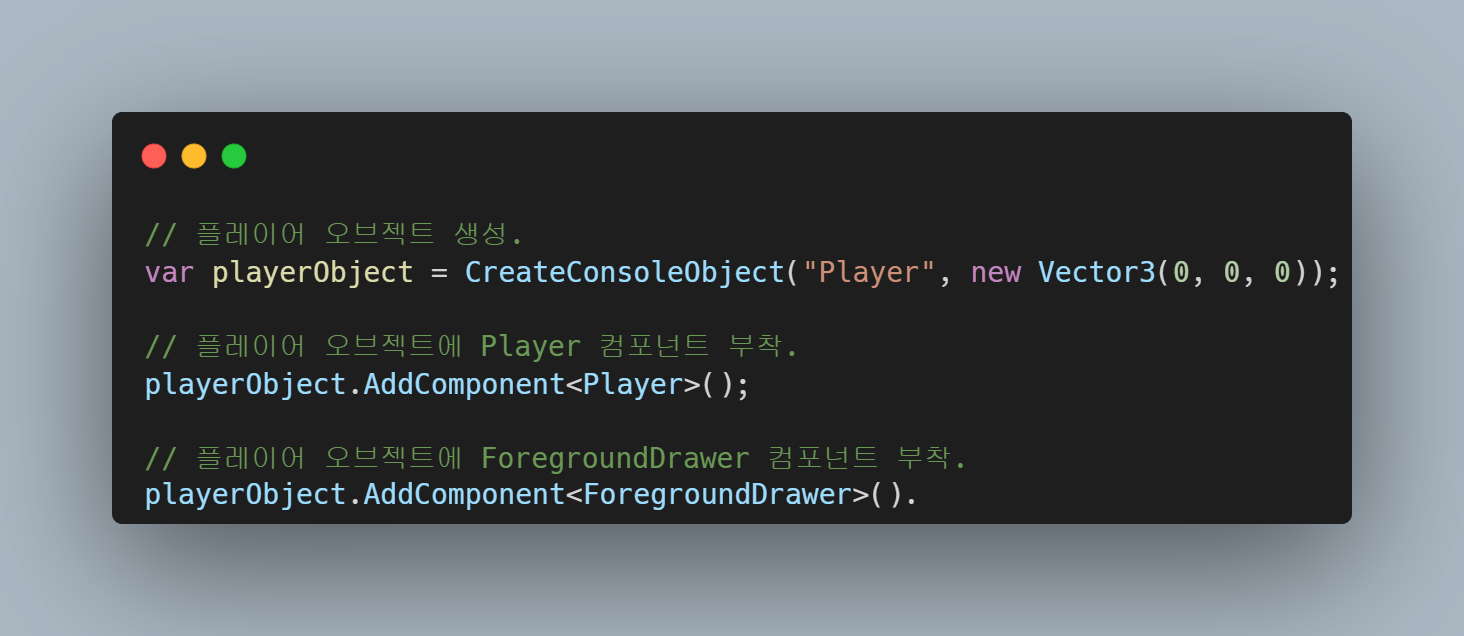 // 플레이어 오브젝트 생성.
var playerObject = CreateConsoleObject("Player", new Vector3(0, 0, 0));
// 플레이어 오브젝트에 Player 컴포넌트 부착.
playerObject.AddComponent<Player>();
// 플레이어 오브젝트에 ForegroundDrawer 컴포넌트 부착.
playerObject.AddComponent<ForegroundDrawer>().